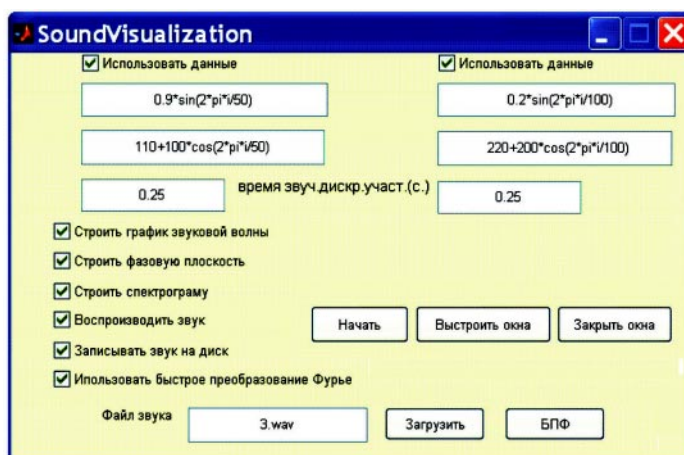 SoundVisualization
Использовать данные Использовать данные
0.9*sin(2*pi*i/50) 0.2*sin(2*pi*i/100)
110+100*cos(2*pi*i/50) 220+200*cos(2*pi*i/100)
0.25 время звуч.дискр.участ.(с.) 0.25
Строить график звуковой волны
Строить фазовую плоскость
Строить спектрограму
Воспроизводить звук Начать Выстроить окна Закрыть окна
Записывать звук на диск
Ипользовать быстрое преобразование Фурье
Файл звука 3.wav Загрузить БПФ